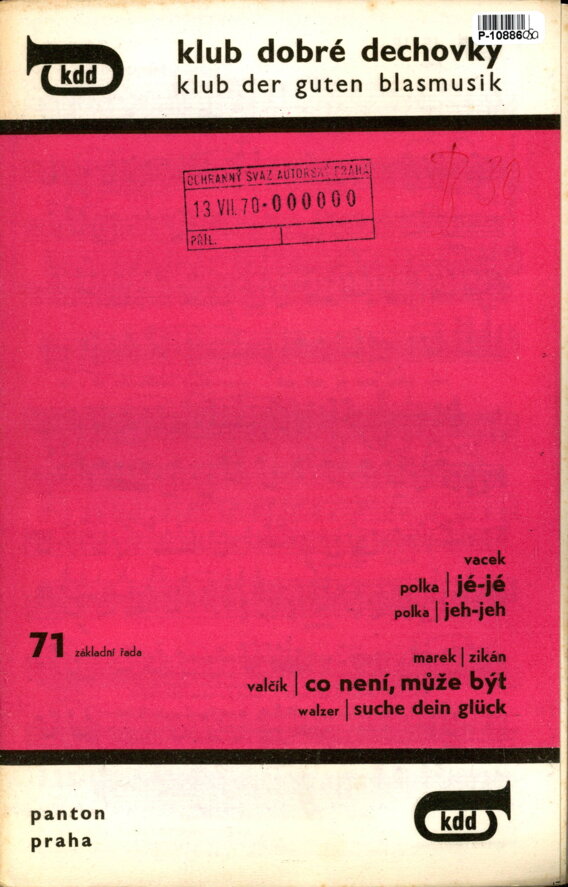 kdd
klub dobré dechovky
klub der guten blasmusik
OCHRANNÝ SVAZ AUTORSKÝ PRAHA
13 VII. 70 - 000000
PŘÍL.
30
vacek
polka | jé-jé
polka | jeh-jeh
71 základní řada
marek | zikán
valčík | co není, může být
walzer | suche dein glück
panton
praha
kdd